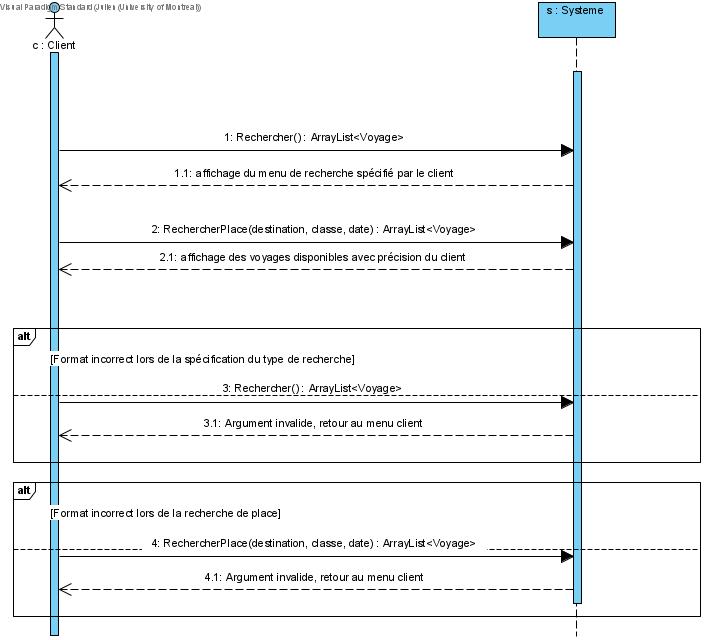 Visual Paradigm Standard (Julien (University of Montreal))
s : Systeme
c : Client
1: Rechercher() : ArrayList<Voyage>
1.1: affichage du menu de recherche spécifié par le client
2: RechercherPlace(destination, classe, date) : ArrayList<Voyage>
2.1: affichage des voyages disponibles avec précision du client
alt
[Format incorrect lors de la spécification du type de recherche]
3: Rechercher() : ArrayList<Voyage>
3.1: Argument invalide, retour au menu client
alt
[Format incorrect lors de la recherche de place]
4: RechercherPlace(destination, classe, date) : ArrayList<Voyage>
4.1: Argument invalide, retour au menu client